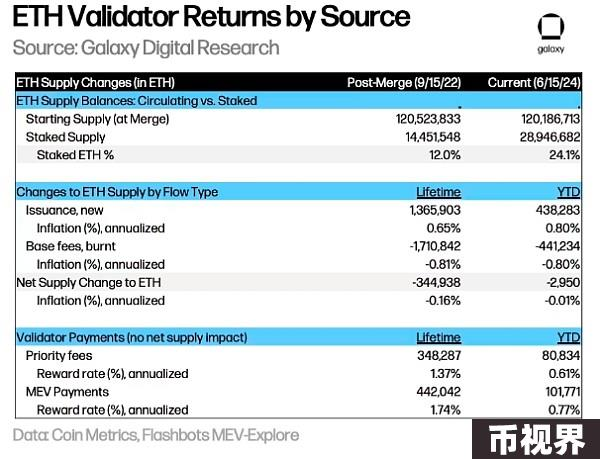 ETH Validator Returns by Source
Source: Galaxy Digital Research
galaxy
ETH Supply Changes (in ETH) Post-Merge (9/15/22) Current (6/15/24)
ETH Supply Balances: Circulating vs. Staked
Starting Supply (at Merge) 120,523,833 120,186,713
Staked Supply 14,451,548 28,946,682
Staked ETH % 12.0% 24.1%
Changes to ETH Supply by Flow Type Lifetime YTD
Issuance, new 1,365,903 438,283
Inflation (%), annualized 0.65% 0.80%
Base fees, burnt -1,710,842 -441,234
Inflation (%), annualized -0.81% -0.80%
Net Supply Change to ETH -344,938 -2,950
Inflation (%), annualized -0.16% -0.01%
Validator Payments (no net supply impact) Lifetime YTD
Priority fees 348,287 80,834
Reward rate (%), annualized 1.37% 0.61%
MEV Payments 442,042 101,771
Reward rate (%), annualized 1.74% 0.77%
Data: Coin Metrics, Flashbots MEV-Explore
币视界